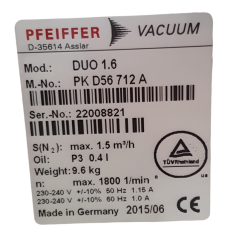 PFEIFFER VACUUM
D-35614 Asslar
Mod.: DUO 1.6
M.-No.: PK D56 712 A
Ser.-No.: 22008821
S(N₂): max. 1.5 m³/h
Oil: P3 0.4 l
Weight: 9.6 kg
n: max. 1800 1/min
230-240 V +/-10% 50 Hz 1.15 A
230-240 V +/-10% 60 Hz 1.0 A
Made in Germany 2015/06 CE
TÜVRheinland